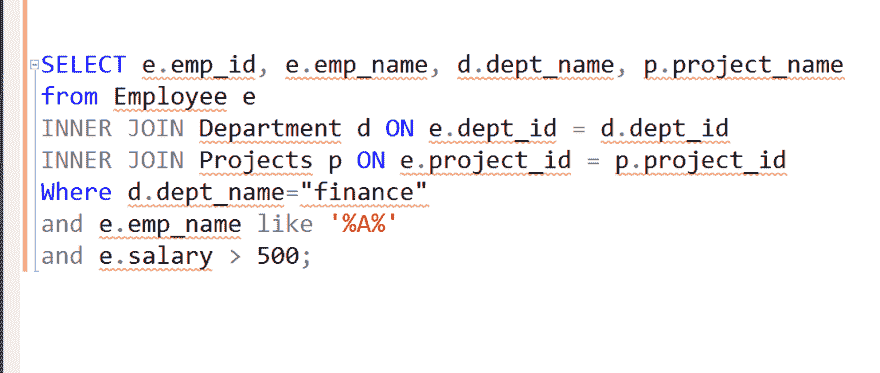 SELECT e.emp_id, e.emp_name, d.dept_name, p.project_name
from Employee e
INNER JOIN Department d ON e.dept_id = d.dept_id
INNER JOIN Projects p ON e.project_id = p.project_id
Where d.dept_name="finance"
and e.emp_name like '%A%'
and e.salary > 500;